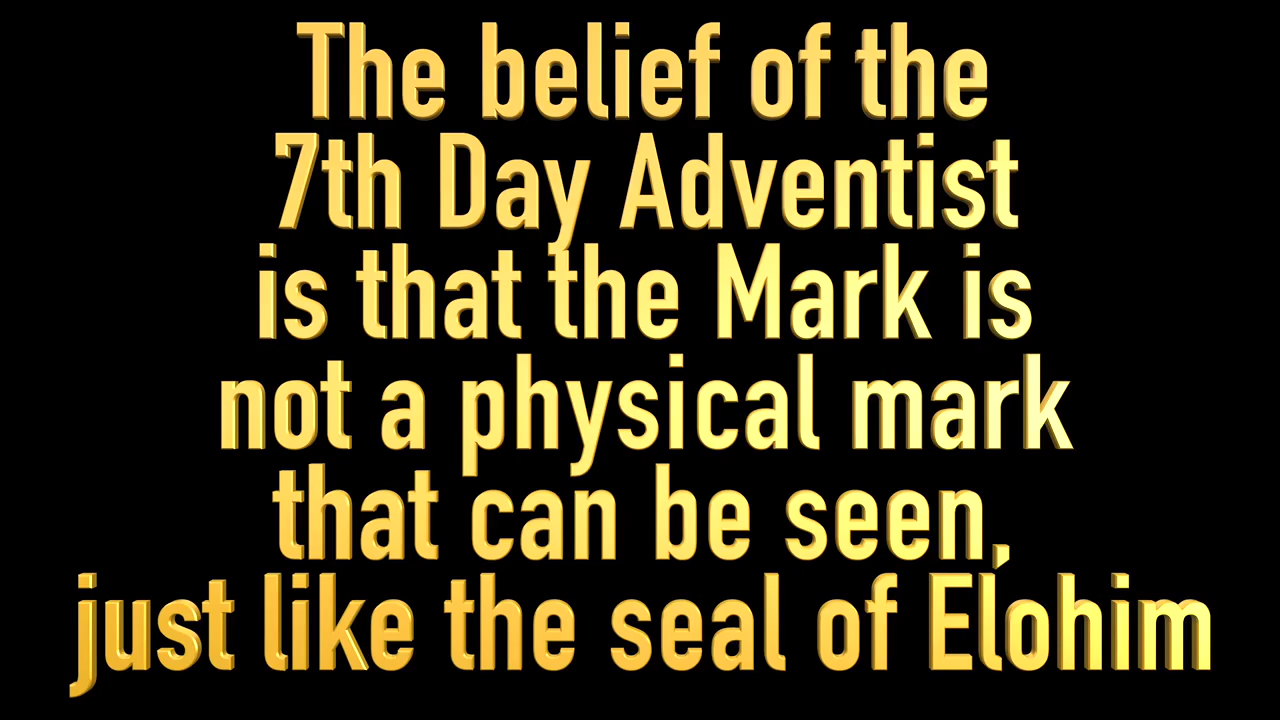 The belief of the
7th Day Adventist
is that the Mark is
not a physical mark
that can be seen,
just like the seal of Elohim